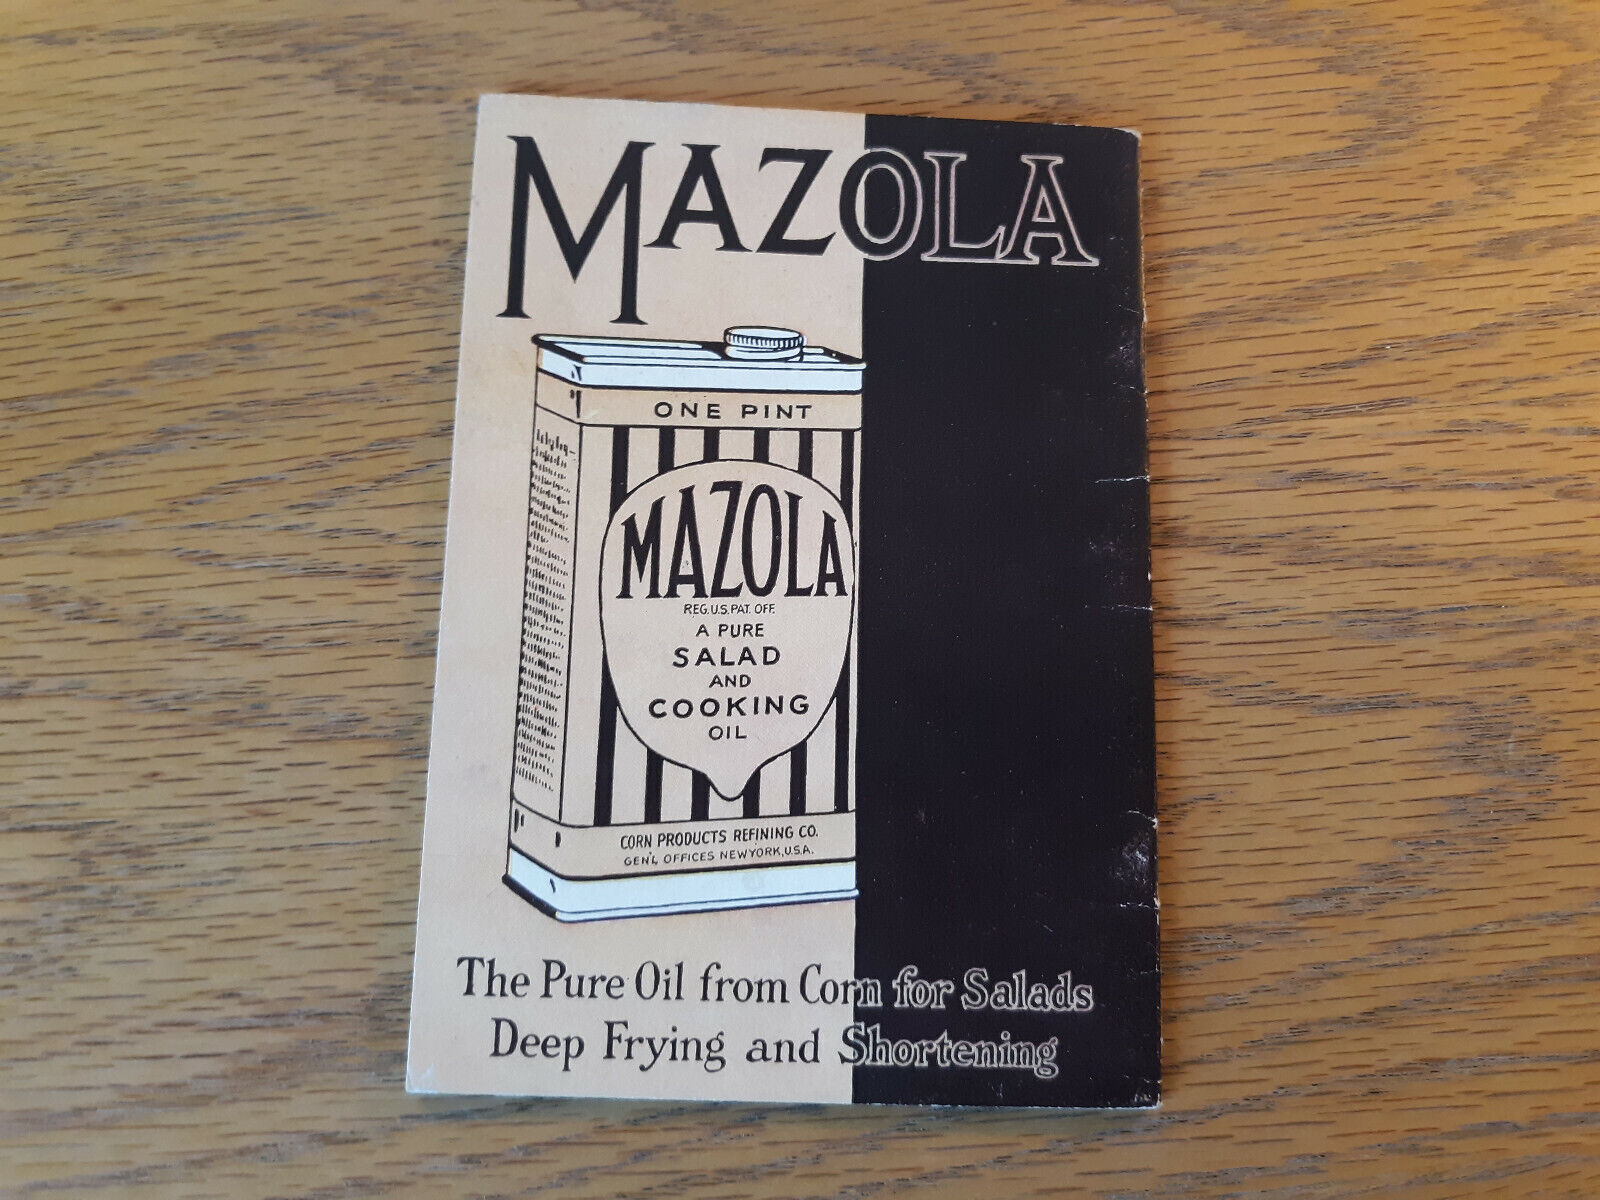 MAZOLA
ONE PINT
MAZOLA
REG.U.S.PAT. OFF.
A PURE
SALAD
AND
COOKING
OIL
CORN PRODUCTS REFINING CO.
GEN'L OFFICES NEW YORK, U.S.A.
The Pure Oil from Corn for Salads
Deep Frying and Shortening